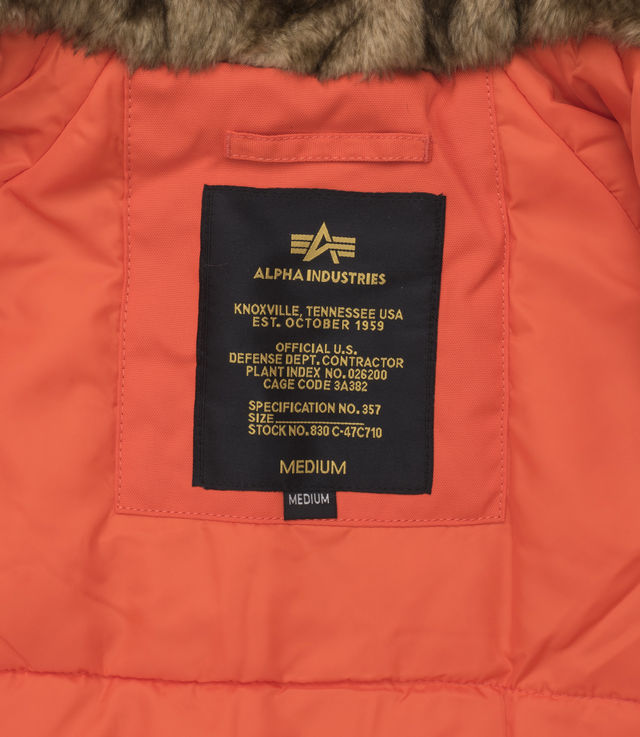 ALPHA INDUSTRIES
KNOXVILLE, TENNESSEE USA
EST. OCTOBER 1959
OFFICIAL U.S.
DEFENSE DEPT. CONTRACTOR
PLANT INDEX NO. 026200
CAGE CODE 3A382
SPECIFICATION NO. 357
SIZE
STOCK NO. 830 C-47C710
MEDIUM
MEDIUM